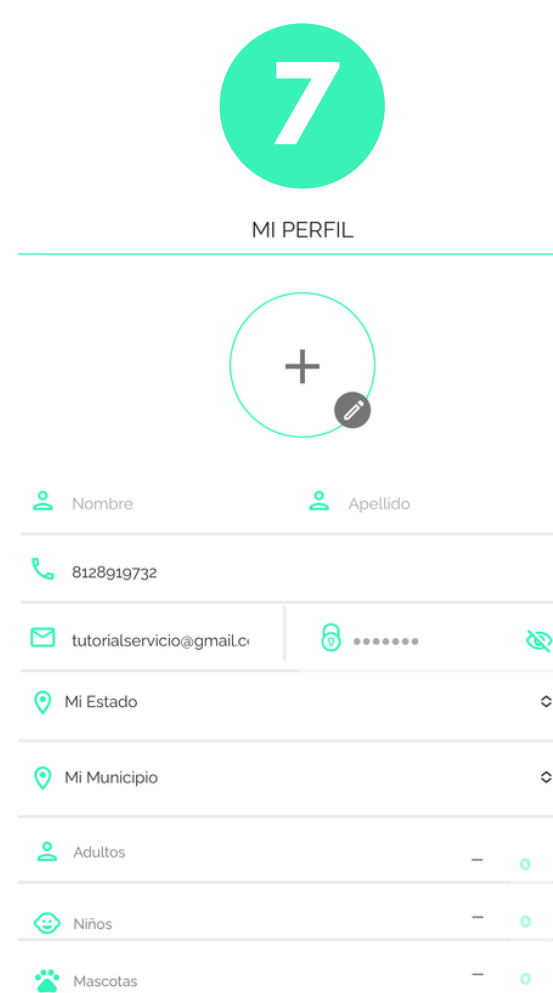 7
MI PERFIL
Nombre
Apellido
8128919732
tutorialservicio@gmail.c
•••••••
Mi Estado
Mi Municipio
Adultos
− 0
Niños
− 0
Mascotas
− 0